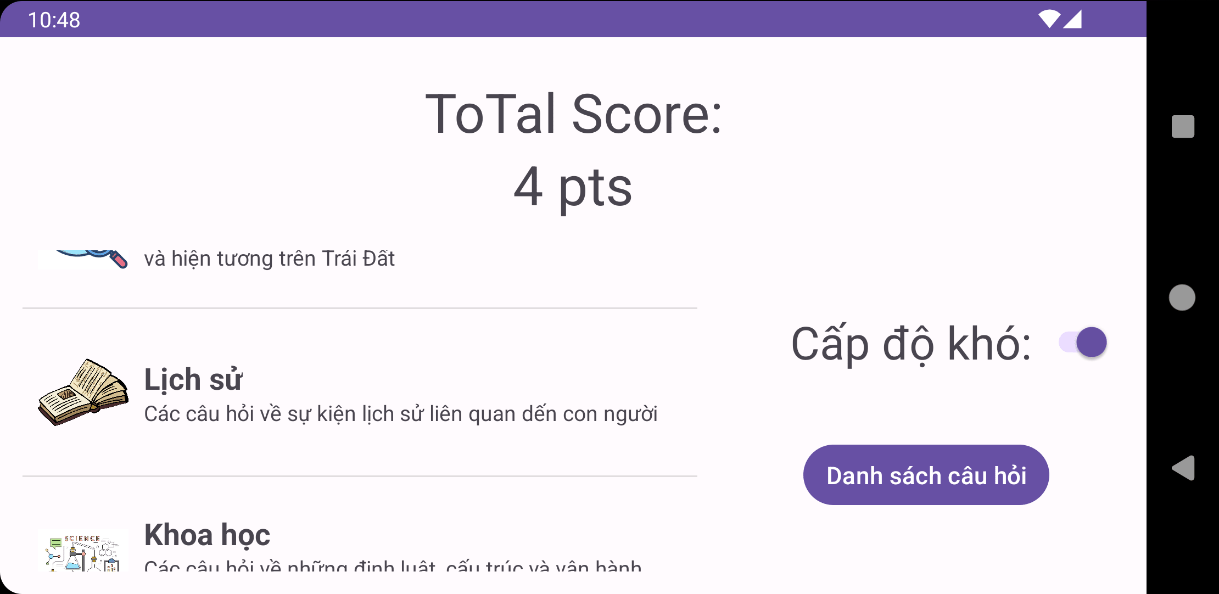 10:48
ToTal Score:
4 pts
và hiện tương trên Trái Đất
Lịch sử
Các câu hỏi về sự kiện lịch sử liên quan dến con người
Cấp độ khó:
Danh sách câu hỏi
SCIENCE
Khoa học
Các câu hỏi về những định luật, cấu trúc và vận hành